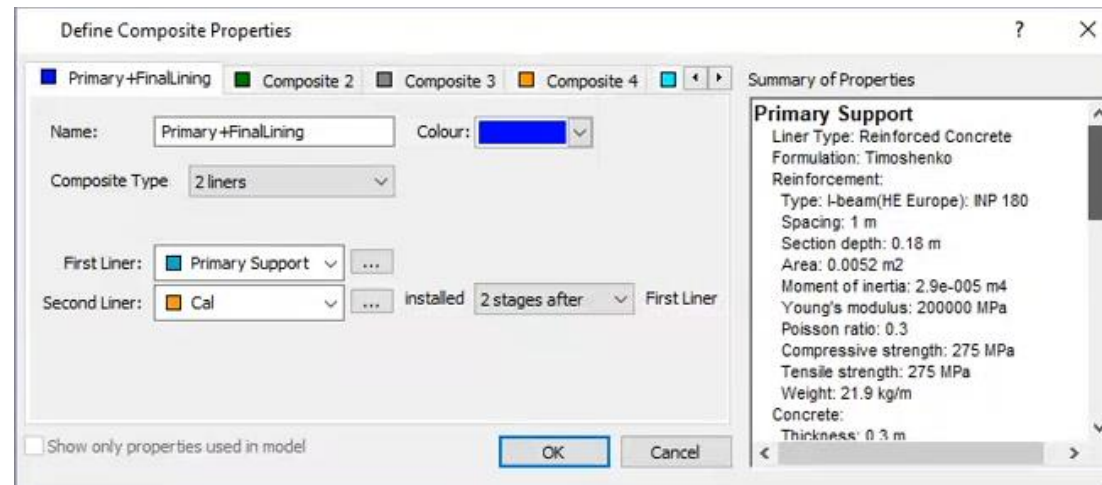 Define Composite Properties
?
Primary+FinalLining Composite 2 Composite 3 Composite 4
Name: Primary+FinalLining Colour:
Composite Type 2 liners
First Liner: Primary Support ...
Second Liner: Cal ... installed 2 stages after First Liner
Show only properties used in model
OK Cancel
Summary of Properties
Primary Support
Liner Type: Reinforced Concrete
Formulation: Timoshenko
Reinforcement:
Type: I-beam(HE Europe): INP 180
Spacing: 1 m
Section depth: 0.18 m
Area: 0.0052 m2
Moment of inertia: 2.9e-005 m4
Young's modulus: 200000 MPa
Poisson ratio: 0.3
Compressive strength: 275 MPa
Tensile strength: 275 MPa
Weight: 21.9 kg/m
Concrete:
Thickness: 0.3 m